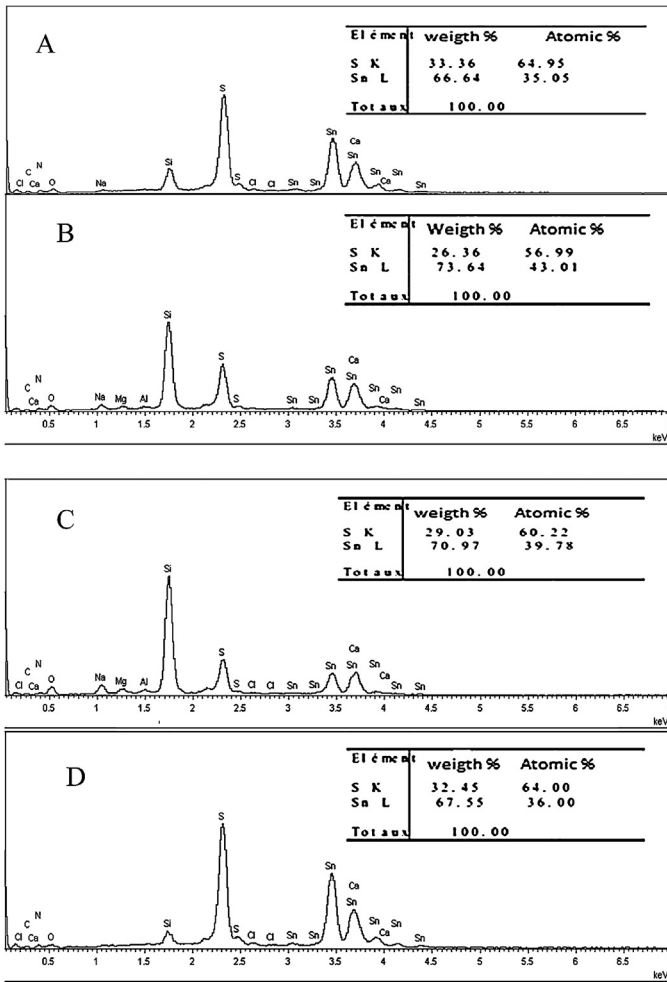 A
Elément weigth % Atomic %
S K 33.36 64.95
Sn L 66.64 35.05
Totaux 100.00
S
Sn
Ca
Si Sn
N Sn Sn
C S Ca
Cl Ca O Na Cl Cl Sn Sn Sn
B
Elément Weigth % Atomic %
S K 26.36 56.99
Sn L 73.64 43.01
Totaux 100.00
Si
Ca
S
Sn Sn
N Sn Sn
C
Ca O Na Mg Al S Sn Sn Ca Sn
0.5 1 1.5 2 2.5 3 3.5 4 4.5 5 5.5 6 6.5
keV
C
Elément weigth % Atomic %
S K 29.03 60.22
Sn L 70.97 39.78
Totaux 100.00
Si
Ca
S
N Sn Sn Sn
C Na Ca
Cl Ca O Mg Al S Cl Cl Sn Sn Sn Sn
0.5 1 1.5 2 2.5 3 3.5 4 4.5 5 5.5 6 6.5
keV
D
Elément weigth % Atomic %
S K 32.45 64.00
Sn L 67.55 36.00
Totaux 100.00
S
Sn
Ca
Sn
N Si Sn Sn
C S Ca
Cl Ca O Cl Cl Sn Sn Sn
0.5 1 1.5 2 2.5 3 3.5 4 4.5 5 5.5 6 6.5
keV